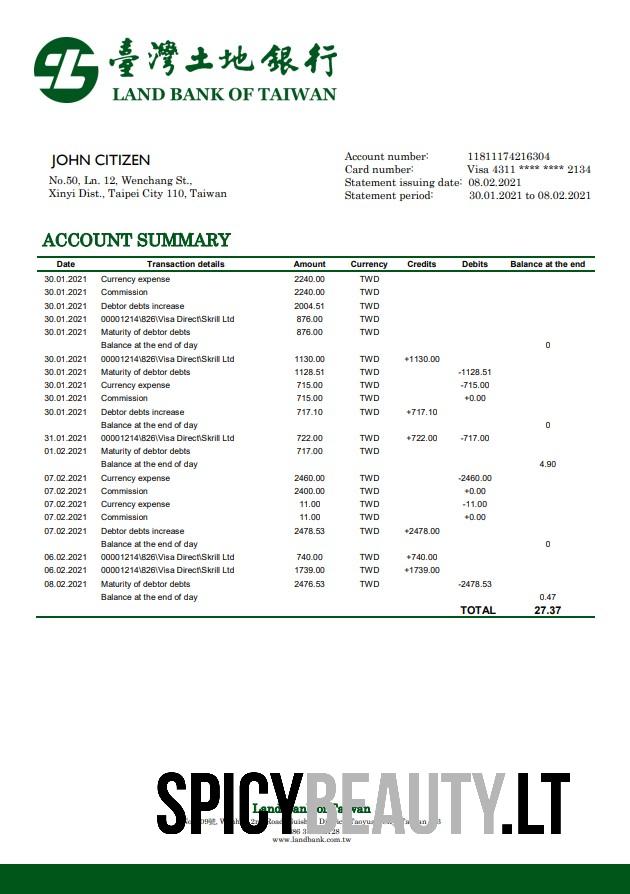 臺灣土地銀行
LAND BANK OF TAIWAN
JOHN CITIZEN
No.50, Ln. 12, Wenchang St.,
Xinyi Dist., Taipei City 110, Taiwan
Account number: 11811174216304
Card number: Visa 4311 **** **** 2134
Statement issuing date: 08.02.2021
Statement period: 30.01.2021 to 08.02.2021
ACCOUNT SUMMARY
Date Transaction details Amount Currency Credits Debits Balance at the end
30.01.2021 Currency expense 2240.00 TWD
30.01.2021 Commission 2240.00 TWD
30.01.2021 Debtor debts increase 2004.51 TWD
30.01.2021 00001214\826\Visa Direct\Skrill Ltd 876.00 TWD
30.01.2021 Maturity of debtor debts 876.00 TWD
Balance at the end of day 0
30.01.2021 00001214\826\Visa Direct\Skrill Ltd 1130.00 TWD +1130.00
30.01.2021 Maturity of debtor debts 1128.51 TWD -1128.51
30.01.2021 Currency expense 715.00 TWD -715.00
30.01.2021 Commission 715.00 TWD +0.00
30.01.2021 Debtor debts increase 717.10 TWD +717.10
Balance at the end of day 0
31.01.2021 00001214\826\Visa Direct\Skrill Ltd 722.00 TWD +722.00 -717.00
01.02.2021 Maturity of debtor debts 717.00 TWD
Balance at the end of day 4.90
07.02.2021 Currency expense 2460.00 TWD -2460.00
07.02.2021 Commission 2400.00 TWD +0.00
07.02.2021 Currency expense 11.00 TWD -11.00
07.02.2021 Commission 11.00 TWD +0.00
07.02.2021 Debtor debts increase 2478.53 TWD +2478.00
Balance at the end of day 0
06.02.2021 00001214\826\Visa Direct\Skrill Ltd 740.00 TWD +740.00
06.02.2021 00001214\826\Visa Direct\Skrill Ltd 1739.00 TWD +1739.00
08.02.2021 Maturity of debtor debts 2476.53 TWD -2478.53
Balance at the end of day 0.47
TOTAL 27.37
SPICYBEAUTY.LT
Land Bank of Taiwan
www.landbank.com.tw